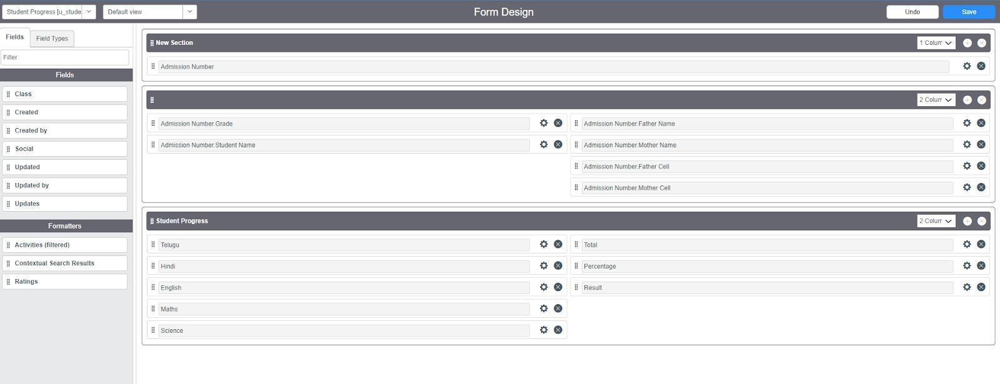 Student Progress [u_stude
Default view
Form Design
Undo
Save
Fields
Field Types
Filter
Fields
Class
Created
Created by
Social
Updated
Updated by
Updates
Formatters
Activities (filtered)
Contextual Search Results
Ratings
New Section
1 Colum
Admission Number
2 Colum
Admission Number.Grade
Admission Number.Student Name
Admission Number.Father Name
Admission Number.Mother Name
Admission Number.Father Cell
Admission Number.Mother Cell
Student Progress
2 Colum
Telugu
Hindi
English
Maths
Science
Total
Percentage
Result